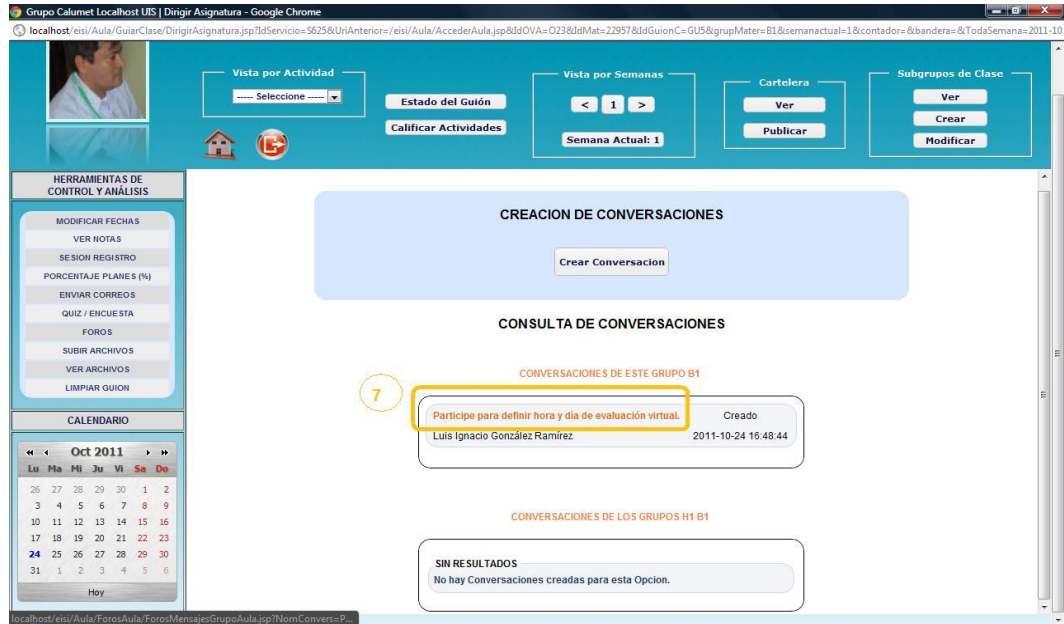 Grupo Calumet Localhost UIS | Dirigir Asignatura - Google Chrome
localhost/eisi/Aula/GuiarClase/DirigirAsignatura.jsp?IdServicio=S625&UriAnterior=/eisi/Aula/AccederAula.jsp&IdOVA=O23&IdMat=22957&IdGuionC=GU5&grupMater=B1&semanactual=1&contador=&bandera=&TodaSemana=2011-10
Vista por Actividad
----- Seleccione -----
Estado del Guión
Calificar Actividades
Vista por Semanas
< 1 >
Semana Actual: 1
Cartelera
Ver
Publicar
Subgrupos de Clase
Ver
Crear
Modificar
HERRAMIENTAS DE
CONTROL Y ANÁLISIS
MODIFICAR FECHAS
VER NOTAS
SESION REGISTRO
PORCENTAJE PLANES (%)
ENVIAR CORREOS
QUIZ / ENCUESTA
FOROS
SUBIR ARCHIVOS
VER ARCHIVOS
LIMPIAR GUION
CALENDARIO
Oct 2011
Lu Ma Mi Ju Vi Sa Do
26 27 28 29 30 1 2
3 4 5 6 7 8 9
10 11 12 13 14 15 16
17 18 19 20 21 22 23
24 25 26 27 28 29 30
31 1 2 3 4 5 6
Hoy
CREACION DE CONVERSACIONES
Crear Conversacion
CONSULTA DE CONVERSACIONES
CONVERSACIONES DE ESTE GRUPO B1
7
Participe para definir hora y día de evaluación virtual. Creado
Luis Ignacio González Ramírez 2011-10-24 16:48:44
CONVERSACIONES DE LOS GRUPOS H1 B1
SIN RESULTADOS
No hay Conversaciones creadas para esta Opcion.
localhost/eisi/Aula/ForosAula/ForosMensajesGrupoAula.jsp?NomConvers=P...